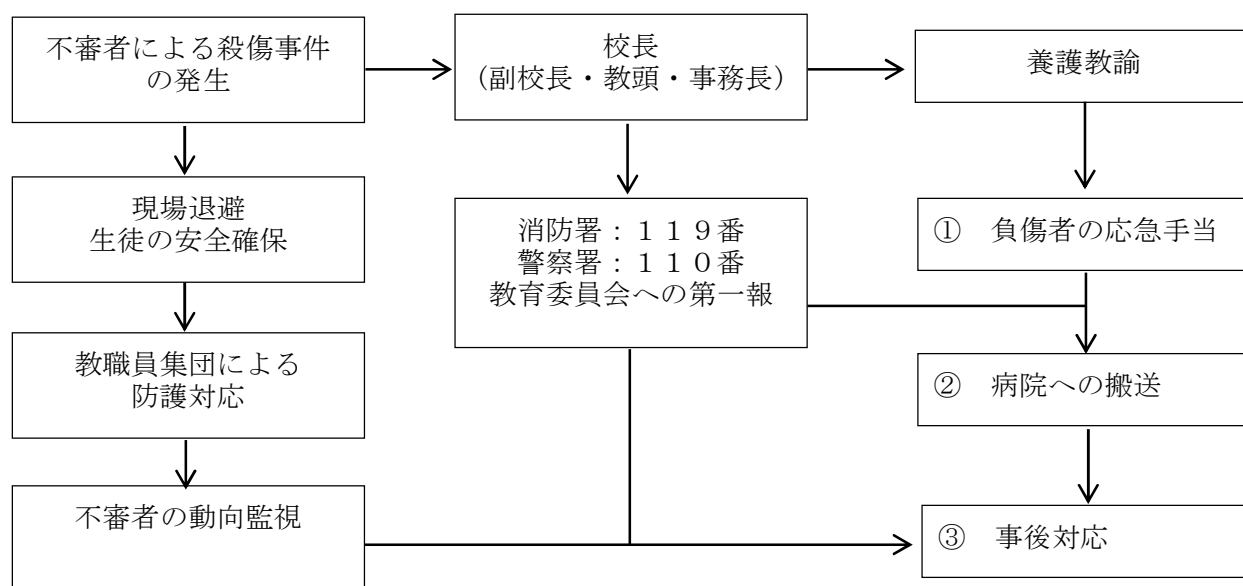 不審者による殺傷事件
の発生
校長
（副校長・教頭・事務長）
養護教諭
現場退避
生徒の安全確保
消防署：１１９番
警察署：１１０番
教育委員会への第一報
① 負傷者の応急手当
教職員集団による
防護対応
② 病院への搬送
不審者の動向監視
③ 事後対応